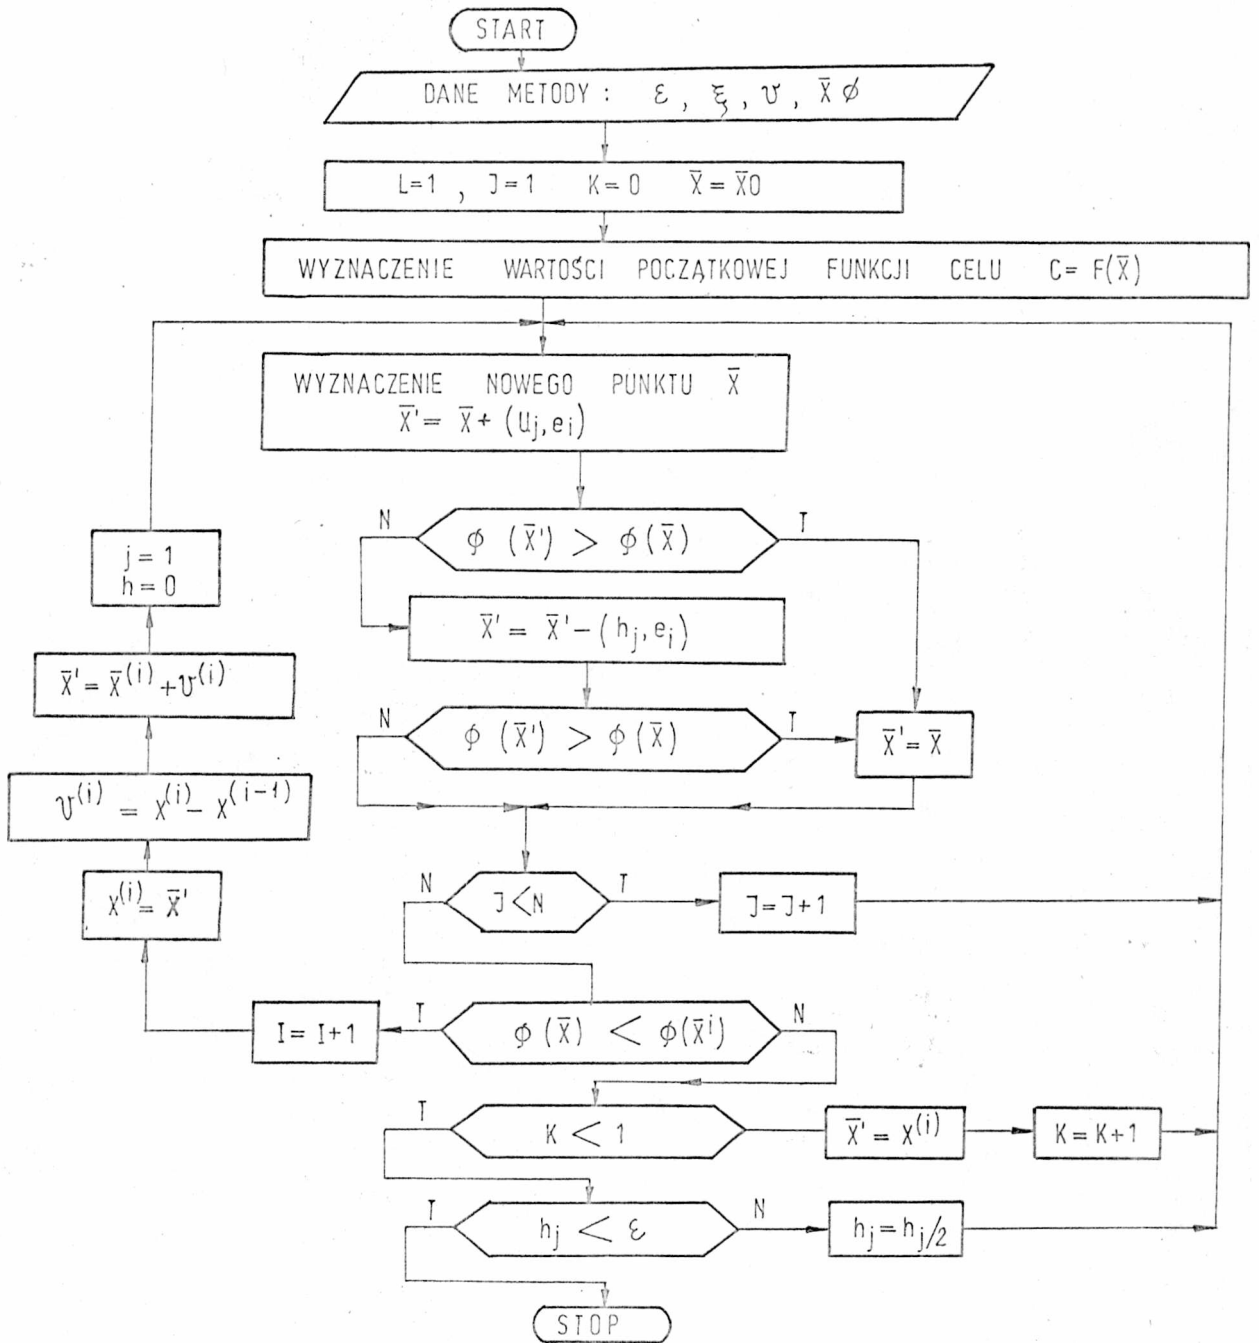 START
DANE METODY : ε, ξ, υ, X̄ϕ
L=1 , J=1 K=0 X̄=X̄0
WYZNACZENIE WARTOŚCI POCZĄTKOWEJ FUNKCJI CELU C= F(X̄)
WYZNACZENIE NOWEGO PUNKTU X̄
X̄'= X̄+ (Uj,ei)
N
ϕ (X̄') > ϕ(X̄)
T
j=1
h=0
X̄'= X̄'-(hj,ei)
X̄'= X̄(i)+υ(i)
N
ϕ (X̄') > ϕ(X̄)
T
X̄'= X̄
υ(i) = X(i)- X(i-1)
N
J<N
T
J=J+1
X(i)= X̄'
I= I+1
T
ϕ(X̄) < ϕ(X̄i)
N
T
K < 1
X̄'= X(i)
K=K+1
T
hj < ε
N
hj=hj/2
STOP